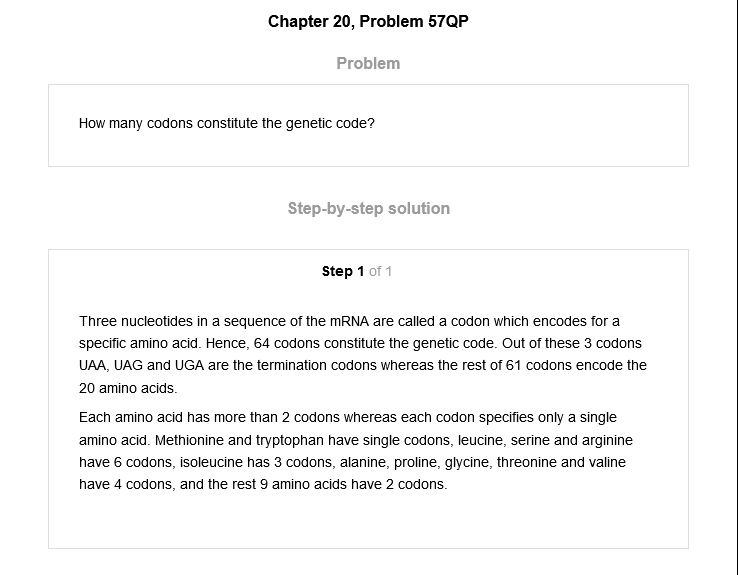 Chapter 20, Problem 57QP
Problem
How many codons constitute the genetic code?
Step-by-step solution
Step 1 of 1
Three nucleotides in a sequence of the mRNA are called a codon which encodes for a
specific amino acid. Hence, 64 codons constitute the genetic code. Out of these 3 codons
UAA, UAG and UGA are the termination codons whereas the rest of 61 codons encode the
20 amino acids.
Each amino acid has more than 2 codons whereas each codon specifies only a single
amino acid. Methionine and tryptophan have single codons, leucine, serine and arginine
have 6 codons, isoleucine has 3 codons, alanine, proline, glycine, threonine and valine
have 4 codons, and the rest 9 amino acids have 2 codons.